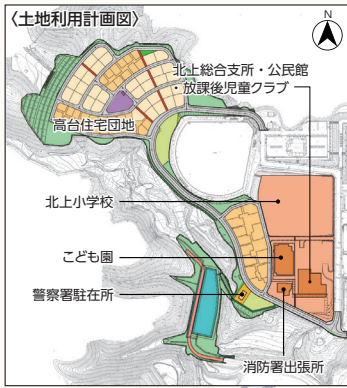 〈土地利用計画図〉
N
北上総合支所・公民館
・放課後児童クラブ
高台住宅団地
北上小学校
こども園
警察署駐在所
消防署出張所